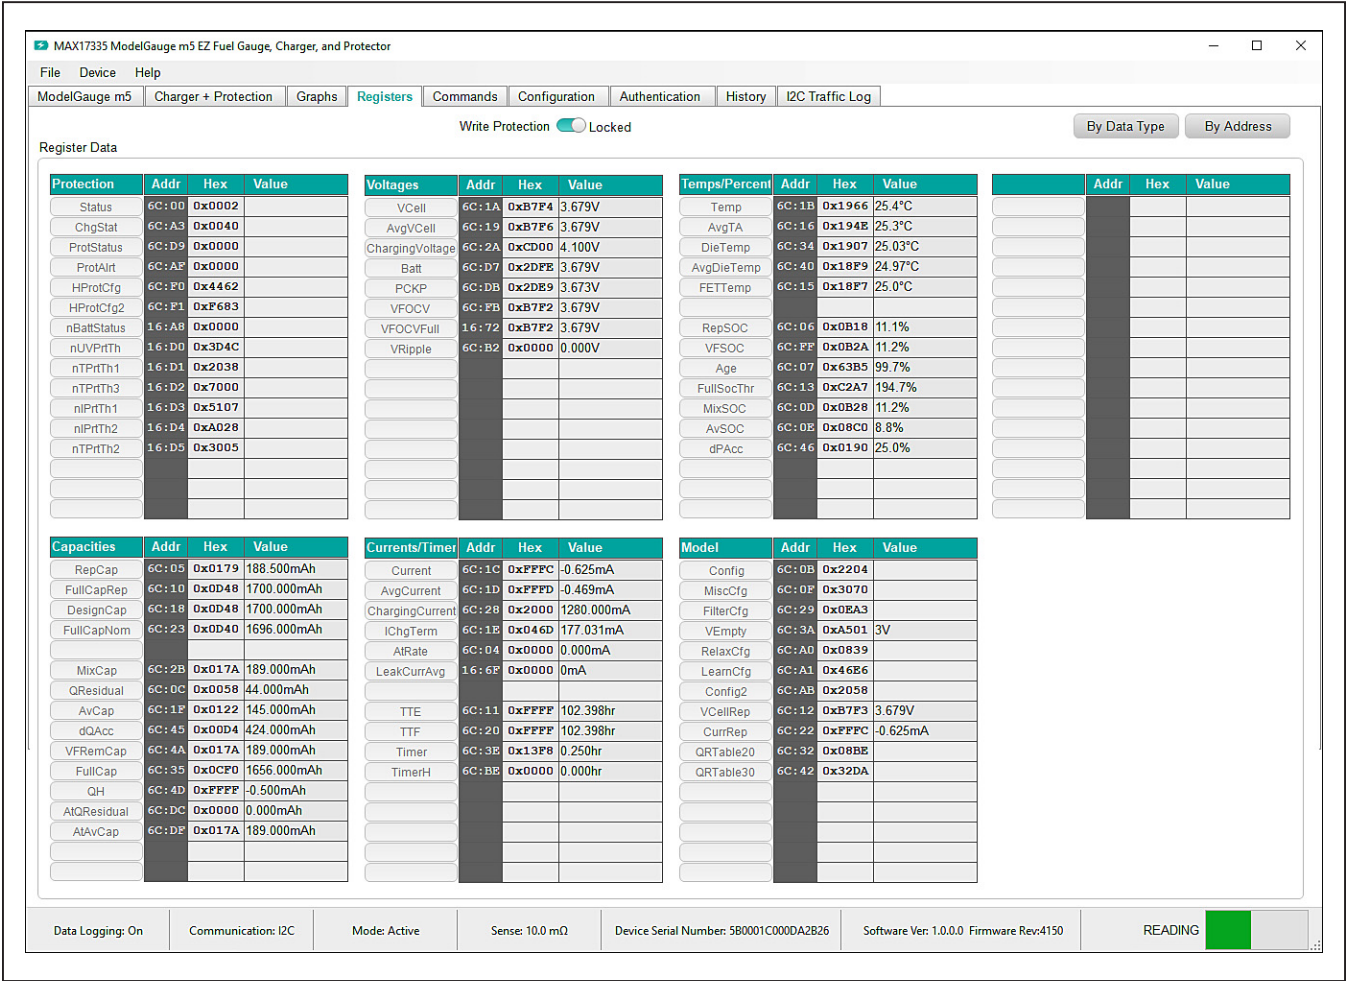 MAX17335 ModelGauge m5 EZ Fuel Gauge, Charger, and Protector
File Device Help
ModelGauge m5 Charger + Protection Graphs Registers Commands Configuration Authentication History I2C Traffic Log
Write Protection Locked By Data Type By Address
Register Data
Protection Addr Hex Value
Status 6C:00 0x0002
ChgStat 6C:A3 0x0040
ProtStatus 6C:D9 0x0000
ProtAlrt 6C:AF 0x0000
HProtCfg 6C:F0 0x4462
HProtCfg2 6C:F1 0xF683
nBattStatus 16:A8 0x0000
nUVPrtTh 16:D0 0x3D4C
nTPrtTh1 16:D1 0x2038
nTPrtTh3 16:D2 0x7000
nIPrtTh1 16:D3 0x5107
nIPrtTh2 16:D4 0xA028
nTPrtTh2 16:D5 0x3005
Voltages Addr Hex Value
VCell 6C:1A 0xB7F4 3.679V
AvgVCell 6C:19 0xB7F6 3.679V
ChargingVoltage 6C:2A 0xCD00 4.100V
Batt 6C:D7 0x2DFE 3.679V
PCKP 6C:DB 0x2DE9 3.673V
VFOCV 6C:FB 0xB7F2 3.679V
VFOCVFull 16:72 0xB7F2 3.679V
VRipple 6C:B2 0x0000 0.000V
Temps/Percent Addr Hex Value
Temp 6C:1B 0x1966 25.4°C
AvgTA 6C:16 0x194E 25.3°C
DieTemp 6C:34 0x1907 25.03°C
AvgDieTemp 6C:40 0x18F9 24.97°C
FETTemp 6C:15 0x18F7 25.0°C
RepSOC 6C:06 0x0B18 11.1%
VFSOC 6C:FF 0x0B2A 11.2%
Age 6C:07 0x63B5 99.7%
FullSocThr 6C:13 0xC2A7 194.7%
MixSOC 6C:0D 0x0B28 11.2%
AvSOC 6C:0E 0x08C0 8.8%
dPAcc 6C:46 0x0190 25.0%
Addr Hex Value
Capacities Addr Hex Value
RepCap 6C:05 0x0179 188.500mAh
FullCapRep 6C:10 0x0D48 1700.000mAh
DesignCap 6C:18 0x0D48 1700.000mAh
FullCapNom 6C:23 0x0D40 1696.000mAh
MixCap 6C:2B 0x017A 189.000mAh
QResidual 6C:0C 0x0058 44.000mAh
AvCap 6C:1F 0x0122 145.000mAh
dQAcc 6C:45 0x00D4 424.000mAh
VFRemCap 6C:4A 0x017A 189.000mAh
FullCap 6C:35 0x0CF0 1656.000mAh
QH 6C:4D 0xFFFF -0.500mAh
AtQResidual 6C:DC 0x0000 0.000mAh
AtAvCap 6C:DF 0x017A 189.000mAh
Currents/Timer Addr Hex Value
Current 6C:1C 0xFFFC -0.625mA
AvgCurrent 6C:1D 0xFFFD -0.469mA
ChargingCurrent 6C:28 0x2000 1280.000mA
IChgTerm 6C:1E 0x046D 177.031mA
AtRate 6C:04 0x0000 0.000mA
LeakCurrAvg 16:6F 0x0000 0mA
TTE 6C:11 0xFFFF 102.398hr
TTF 6C:20 0xFFFF 102.398hr
Timer 6C:3E 0x13F8 0.250hr
TimerH 6C:BE 0x0000 0.000hr
Model Addr Hex Value
Config 6C:0B 0x2204
MiscCfg 6C:0F 0x3070
FilterCfg 6C:29 0x0EA3
VEmpty 6C:3A 0xA501 3V
RelaxCfg 6C:A0 0x0839
LearnCfg 6C:A1 0x46E6
Config2 6C:AB 0x2058
VCellRep 6C:12 0xB7F3 3.679V
CurrRep 6C:22 0xFFFC -0.625mA
QRTable20 6C:32 0x08BE
QRTable30 6C:42 0x32DA
Data Logging: On Communication: I2C Mode: Active Sense: 10.0 mΩ Device Serial Number: 5B0001C000DA2B26 Software Ver: 1.0.0.0 Firmware Rev:4150 READING